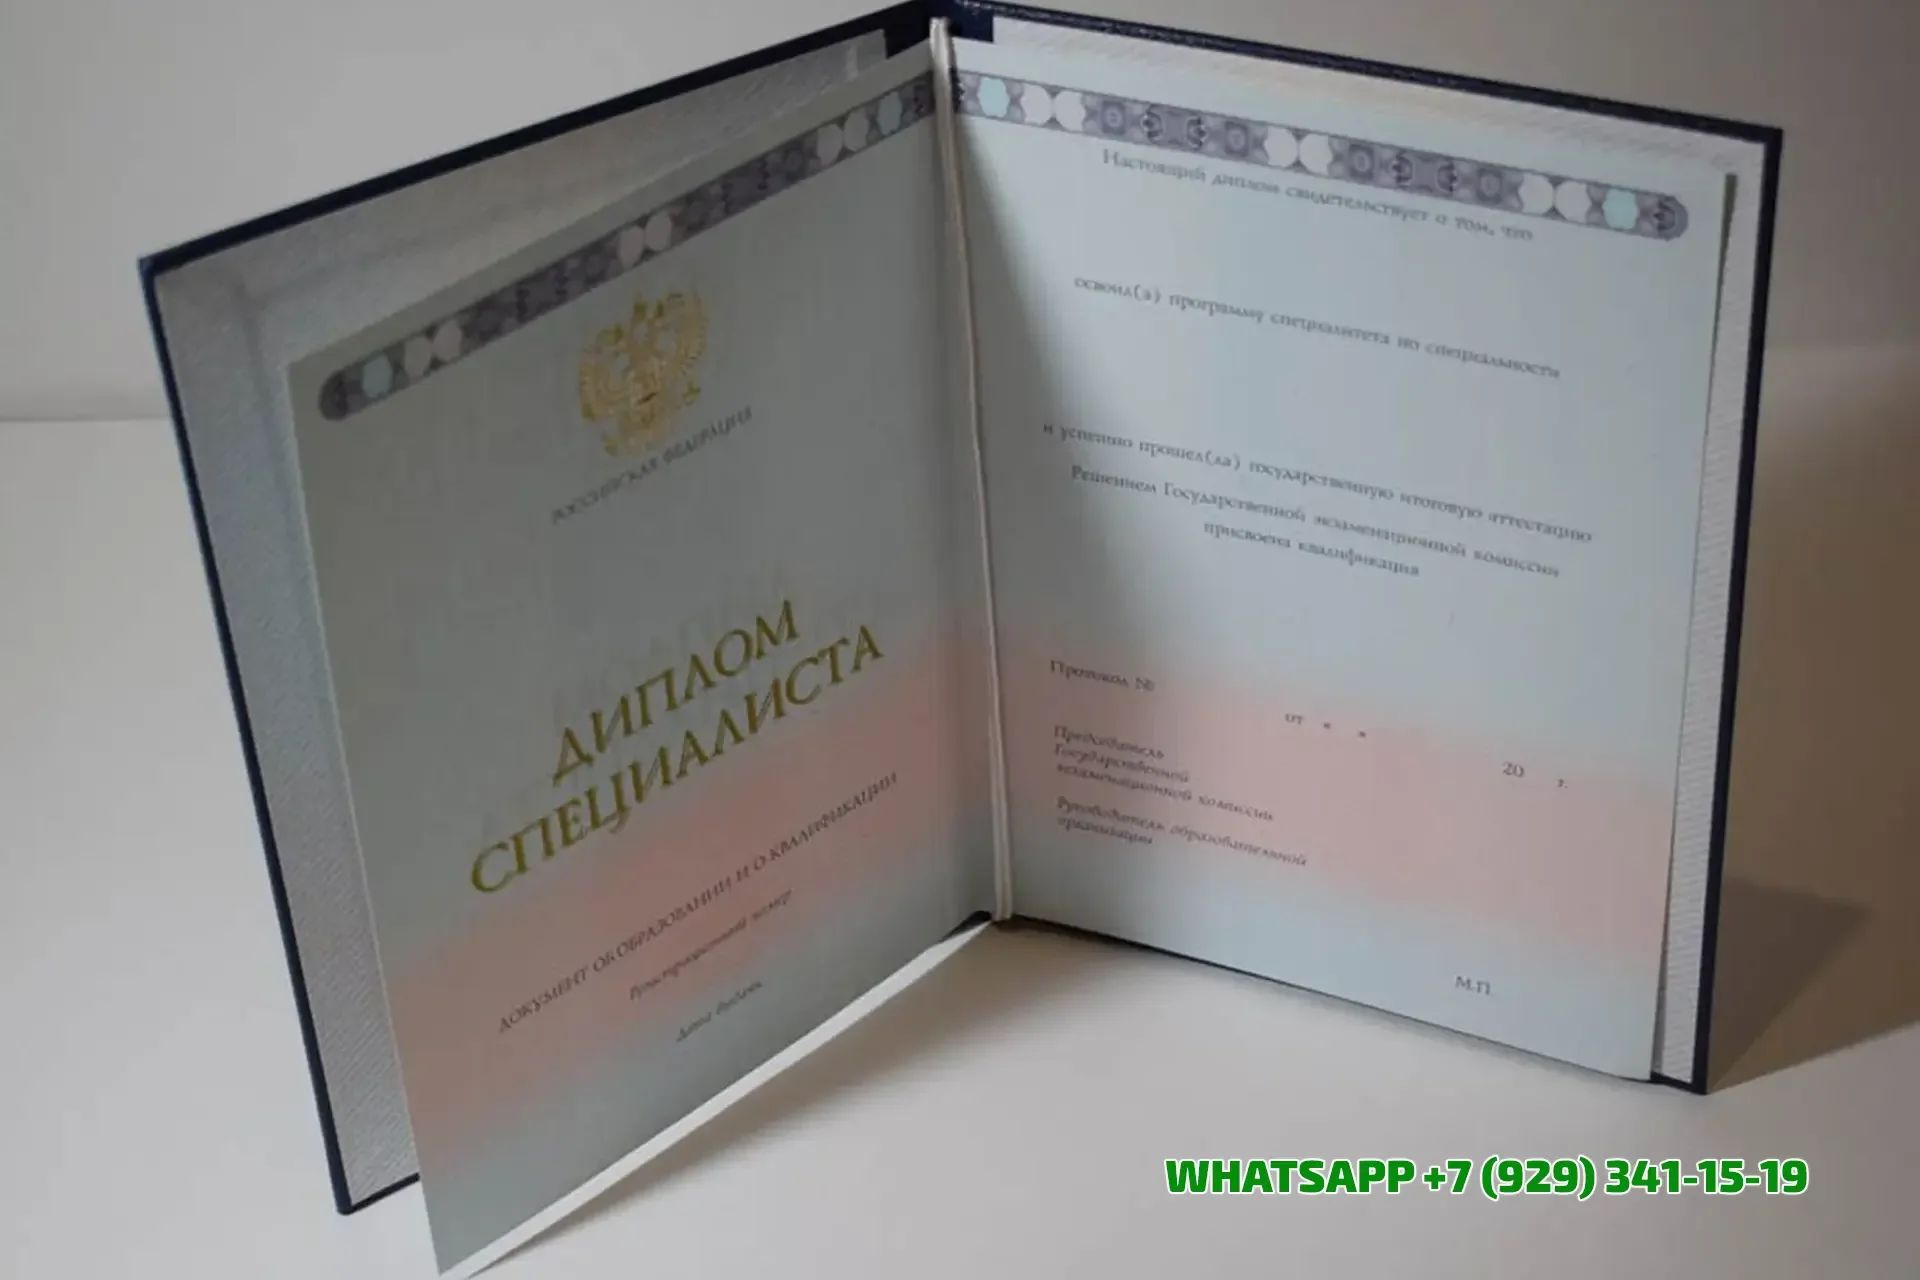 РОССИЙСКАЯ ФЕДЕРАЦИЯ
ДИПЛОМ
СПЕЦИАЛИСТА
ДОКУМЕНТ ОБ ОБРАЗОВАНИИ И О КВАЛИФИКАЦИИ
Регистрационный номер
Дата выдачи
Настоящий диплом свидетельствует о том, что
освоил(а) программу специалитета по специальности
и успешно прошел(ла) государственную итоговую аттестацию
Решением Государственной экзаменационной комиссии
присвоена квалификация
Протокол №
от « » 20 г.
Председатель
Государственной
экзаменационной комиссии
Руководитель образовательной
организации
М.П.
WHATSAPP +7 (929) 341-15-19